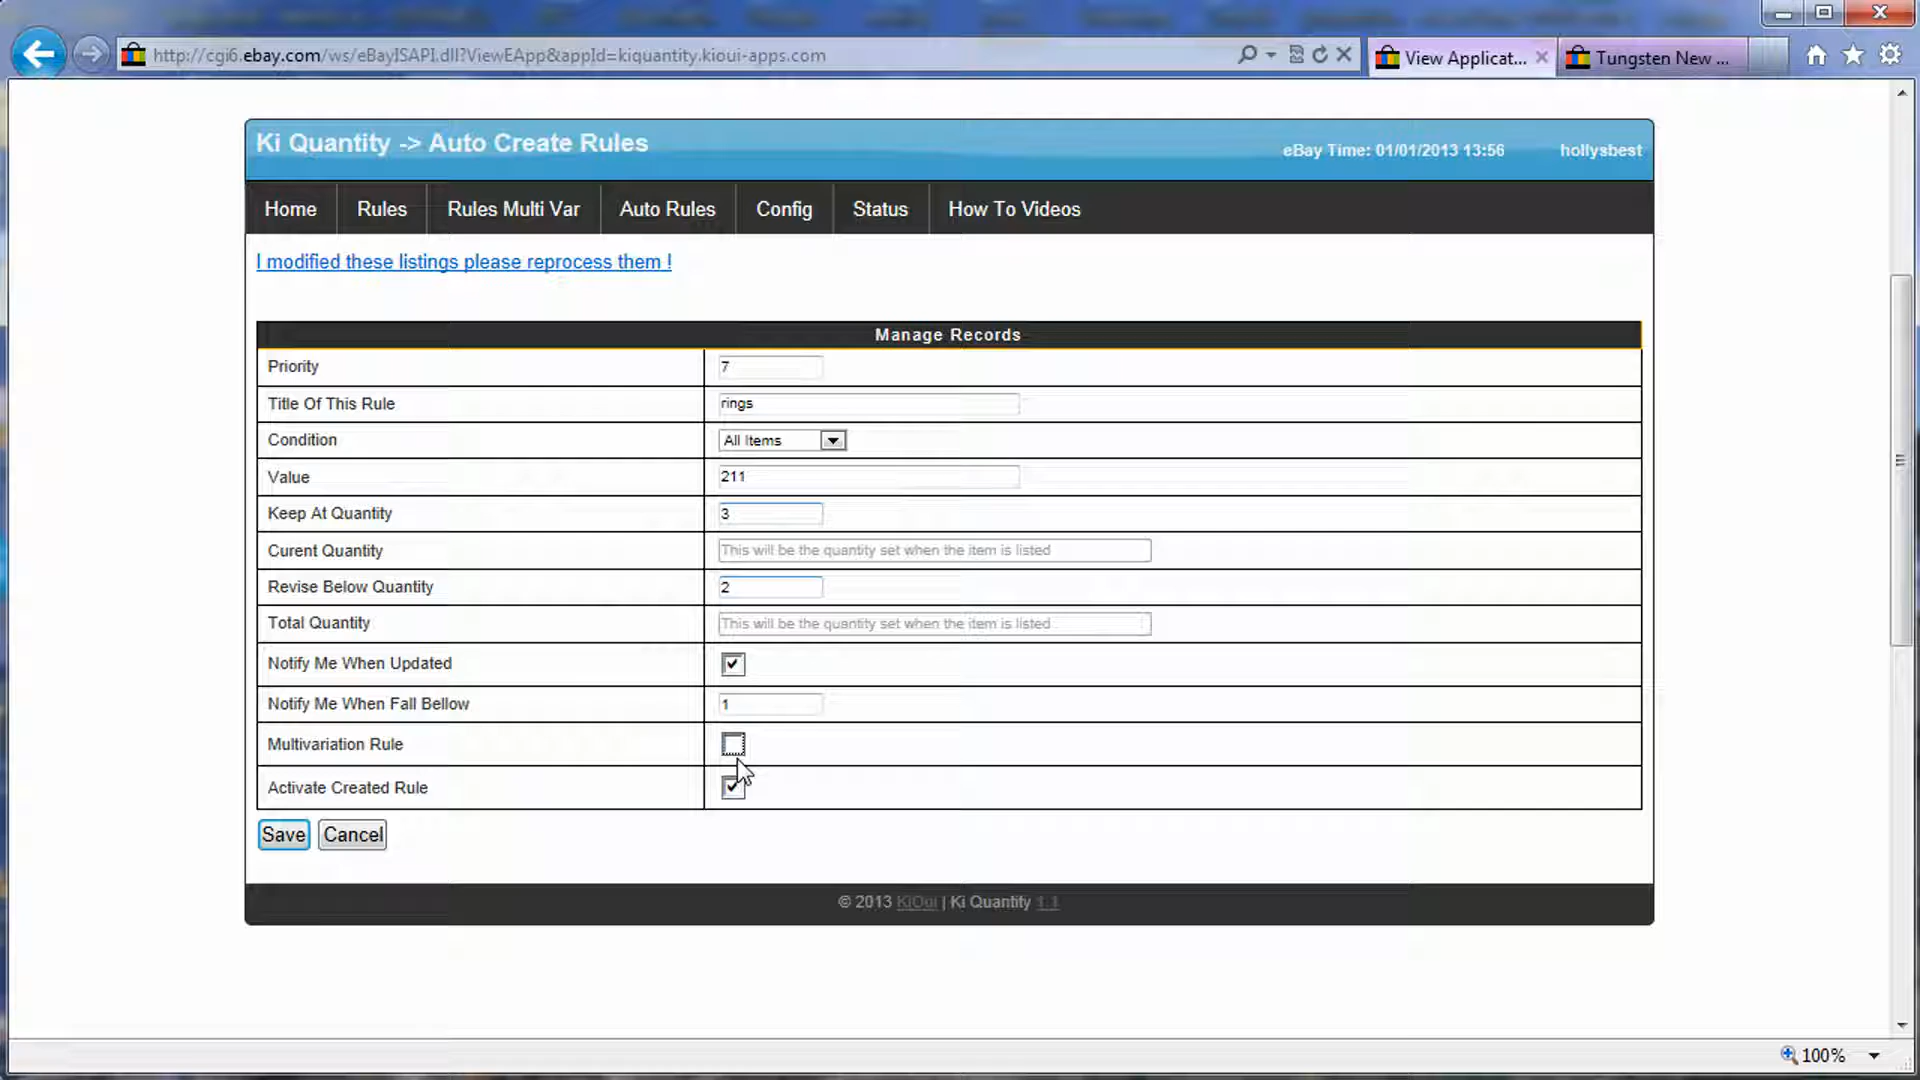 http://cgi6.ebay.com/ws/eBayISAPI.dll?ViewEApp&appId=kiquantity.kioui-apps.com
View Applicat...
Tungsten New ...
Ki Quantity -> Auto Create Rules
eBay Time: 01/01/2013 13:56
hollysbest
Home
Rules
Rules Multi Var
Auto Rules
Config
Status
How To Videos
I modified these listings please reprocess them !
Manage Records
Priority
7
Title Of This Rule
rings
Condition
All Items
Value
211
Keep At Quantity
3
Curent Quantity
This will be the quantity set when the item is listed
Revise Below Quantity
2
Total Quantity
This will be the quantity set when the item is listed
Notify Me When Updated
Notify Me When Fall Bellow
1
Multivariation Rule
Activate Created Rule
Save
Cancel
© 2013 KiOui | Ki Quantity 1.1
100%